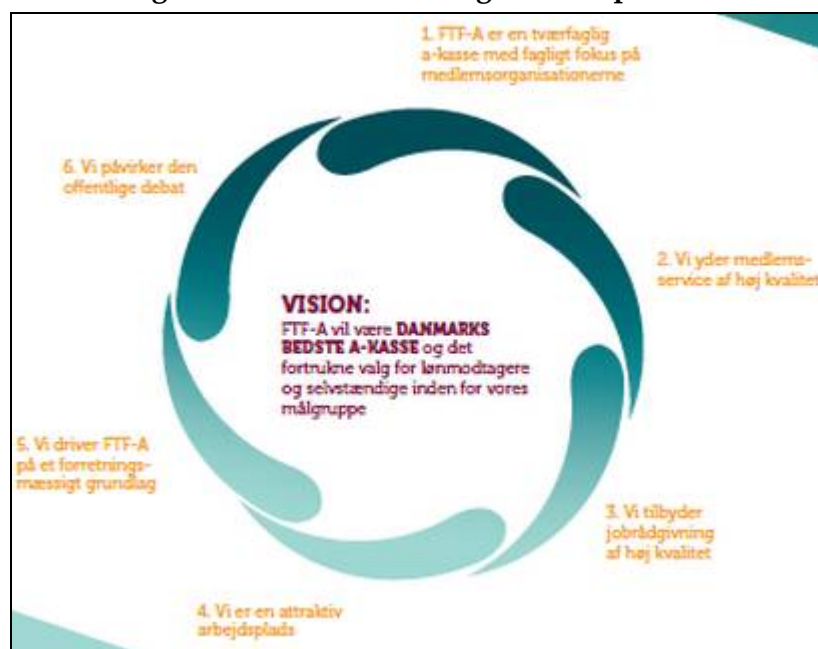 1. FTF-A er en tværfaglig
a-kasse med fagligt fokus på
medlemsorganisationerne
6. Vi påvirker den
offentlige debat
2. Vi yder medlems-
service af høj kvalitet
VISION:
FTF-A vil være DANMARKS
BEDSTE A-KASSE og det
fortrukne valg for lønmodtagere
og selvstændige inden for vores
målgruppe
5. Vi driver FTF-A
på et forretnings-
mæssigt grundlag
3. Vi tilbyder
jobrådgivning
af høj kvalitet
4. Vi er en attraktiv
arbejdsplads